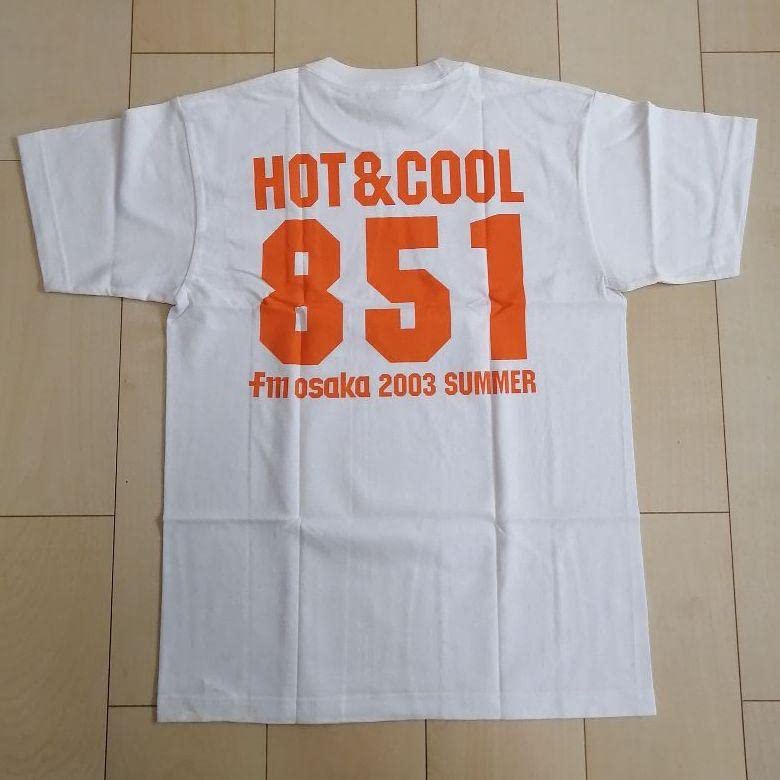 HOT&COOL
851
fm osaka 2003 SUMMER